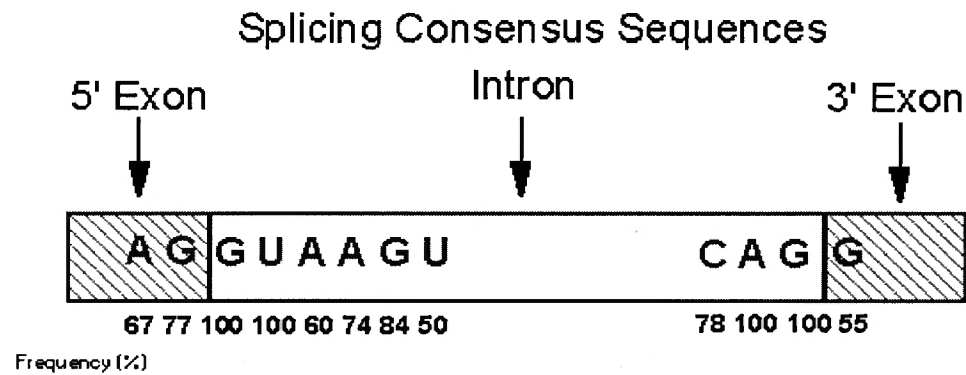 Splicing Consensus Sequences
5' Exon
Intron
3' Exon
A G G U A A G U
C A G G
67 77 100 100 60 74 84 50
78 100 100 55
Frequency (%)